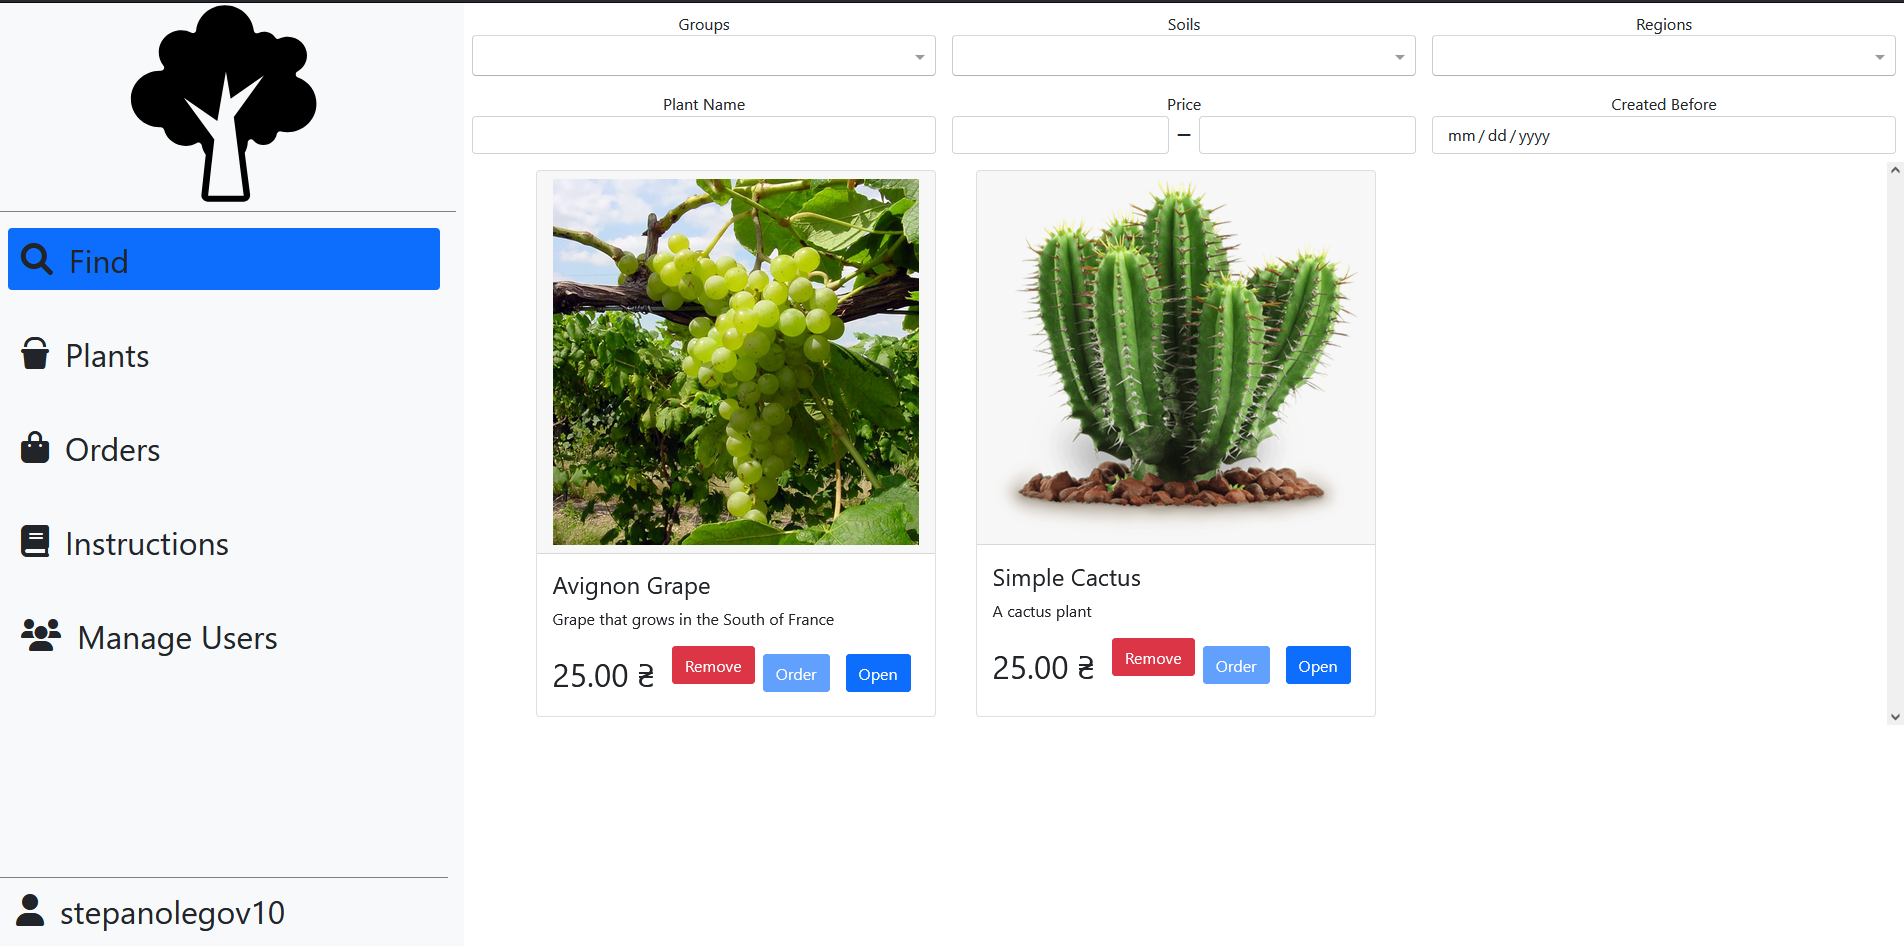 Groups
Soils
Regions
Plant Name
Price
Created Before
–
mm/dd/yyyy
Find
Plants
Orders
Instructions
Manage Users
stepanolegov10
Avignon Grape
Grape that grows in the South of France
25.00 ₴
Remove
Order
Open
Simple Cactus
A cactus plant
25.00 ₴
Remove
Order
Open